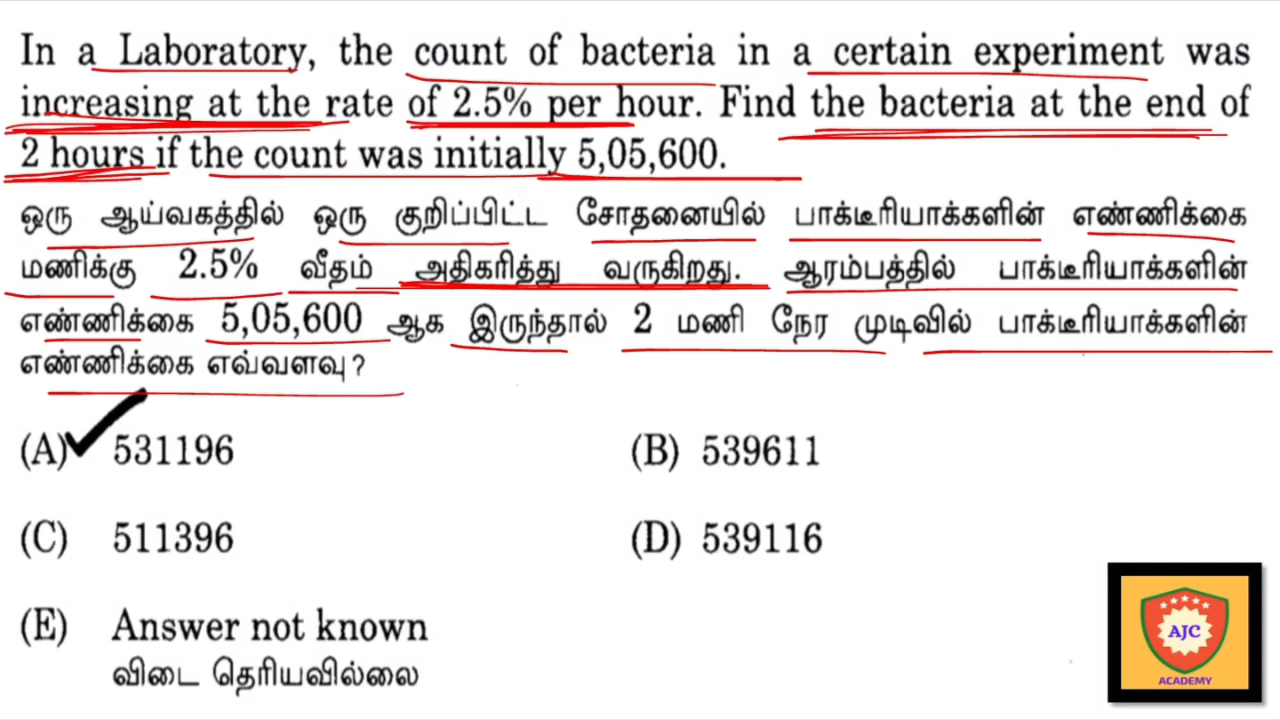 In a Laboratory, the count of bacteria in a certain experiment was
increasing at the rate of 2.5% per hour. Find the bacteria at the end of
2 hours if the count was initially 5,05,600.
ஒரு ஆய்வகத்தில் ஒரு குறிப்பிட்ட சோதனையில் பாக்டீரியாக்களின் எண்ணிக்கை
மணிக்கு 2.5% வீதம் அதிகரித்து வருகிறது. ஆரம்பத்தில் பாக்டீரியாக்களின்
எண்ணிக்கை 5,05,600 ஆக இருந்தால் 2 மணி நேர முடிவில் பாக்டீரியாக்களின்
எண்ணிக்கை எவ்வளவு?
(A) 531196
(B) 539611
(C) 511396
(D) 539116
(E) Answer not known
விடை தெரியவில்லை
AJC
ACADEMY